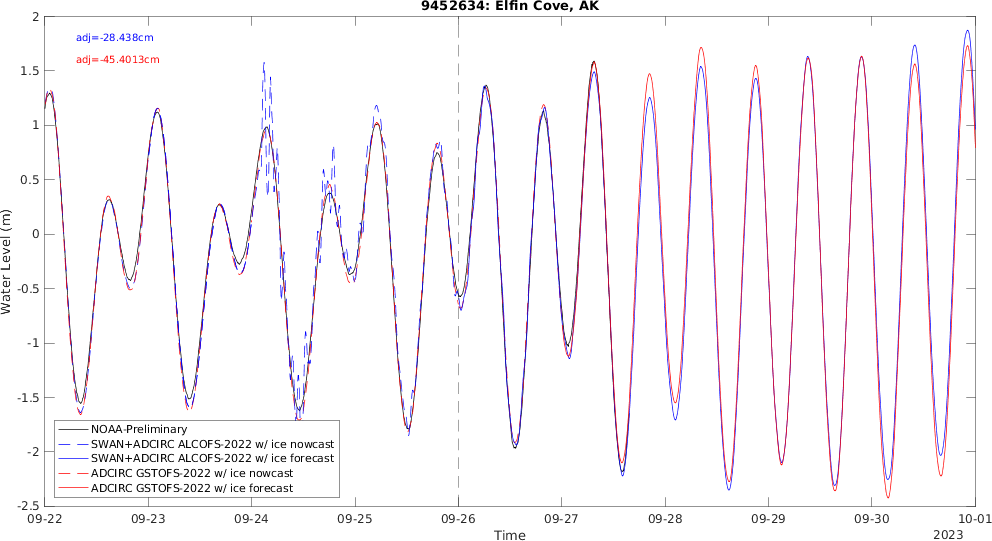 9452634: Elfin Cove, AK
adj=-28.438cm
adj=-45.4013cm
Water Level (m)
2
1.5
1
0.5
0
-0.5
-1
-1.5
-2
-2.5
NOAA-Preliminary
SWAN+ADCIRC ALCOFS-2022 w/ ice nowcast
SWAN+ADCIRC ALCOFS-2022 w/ ice forecast
ADCIRC GSTOFS-2022 w/ ice nowcast
ADCIRC GSTOFS-2022 w/ ice forecast
09-22 09-23 09-24 09-25 09-26 09-27 09-28 09-29 09-30 10-01
Time
2023